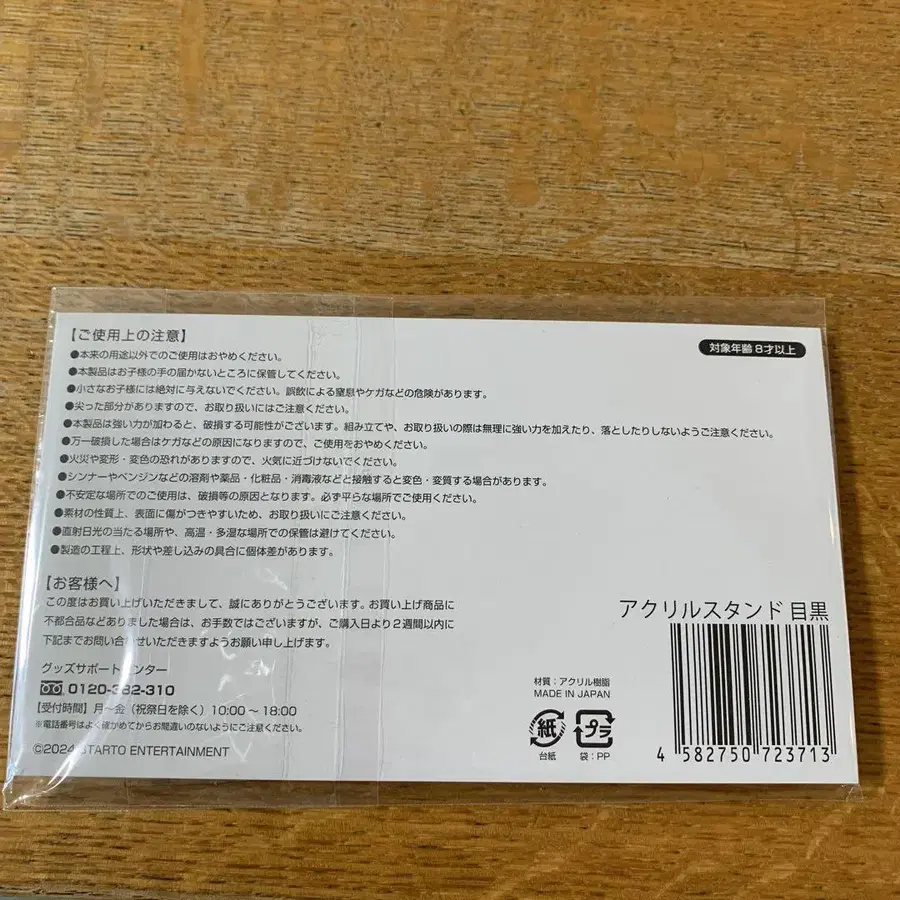 【ご使用上の注意】
対象年齢 8才以上
●本来の用途以外でのご使用はおやめください。
●本製品はお子様の手の届かないところに保管してください。
●小さなお子様には絶対に与えないでください。誤飲による窒息やケガなどの危険があります。
●尖った部分がありますので、お取り扱いにはご注意ください。
●本製品は強い力が加わると、破損する可能性がございます。組み立てや、お取り扱いの際は無理に強い力を加えたり、落としたりしないようご注意ください。
●万一破損した場合はケガなどの原因になりますので、ご使用をおやめください。
●火災や変形・変色の恐れがありますので、火気に近づけないでください。
●シンナーやベンジンなどの溶剤や薬品・化粧品・消毒液などと接触すると変色・変質する場合があります。
●不安定な場所でのご使用は、破損等の原因となります。必ず平らな場所でご使用ください。
●素材の性質上、表面に傷がつきやすいため、お取り扱いにご注意ください。
●直射日光の当たる場所や、高温・多湿な場所での保管は避けてください。
●製造の工程上、形状や差し込みの具合に個体差があります。
【お客様へ】
この度はお買い上げいただきまして、誠にありがとうございます。お買い上げ商品に
不都合品などありました場合は、お手数ではございますが、ご購入日より2週間以内に
下記までお問い合わせいただきますようお願い申し上げます。
グッズサポートセンター
0120-382-310
【受付時間】月~金(祝祭日を除く)10:00~18:00
※電話番号はよく確かめてからお間違いのないようにご注意ください。
©2024 STARTO ENTERTAINMENT
アクリルスタンド 目黒
材質:アクリル樹脂
MADE IN JAPAN
紙
台紙
プラ
袋:PP
4 582750 723713